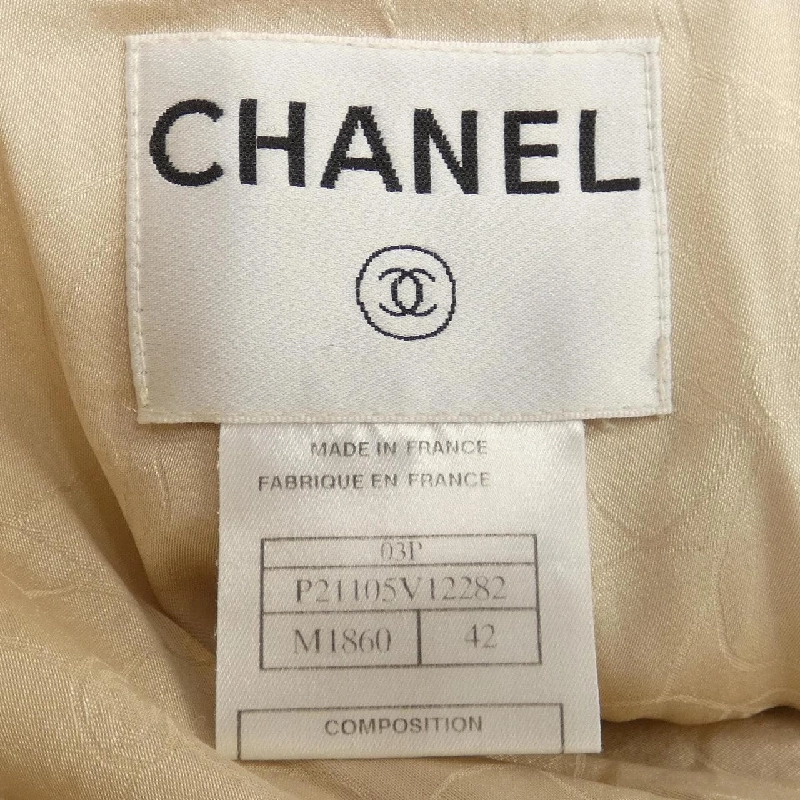 CHANEL
MADE IN FRANCE
FABRIQUE EN FRANCE
03P
P21105V12282
M1860 42
COMPOSITION